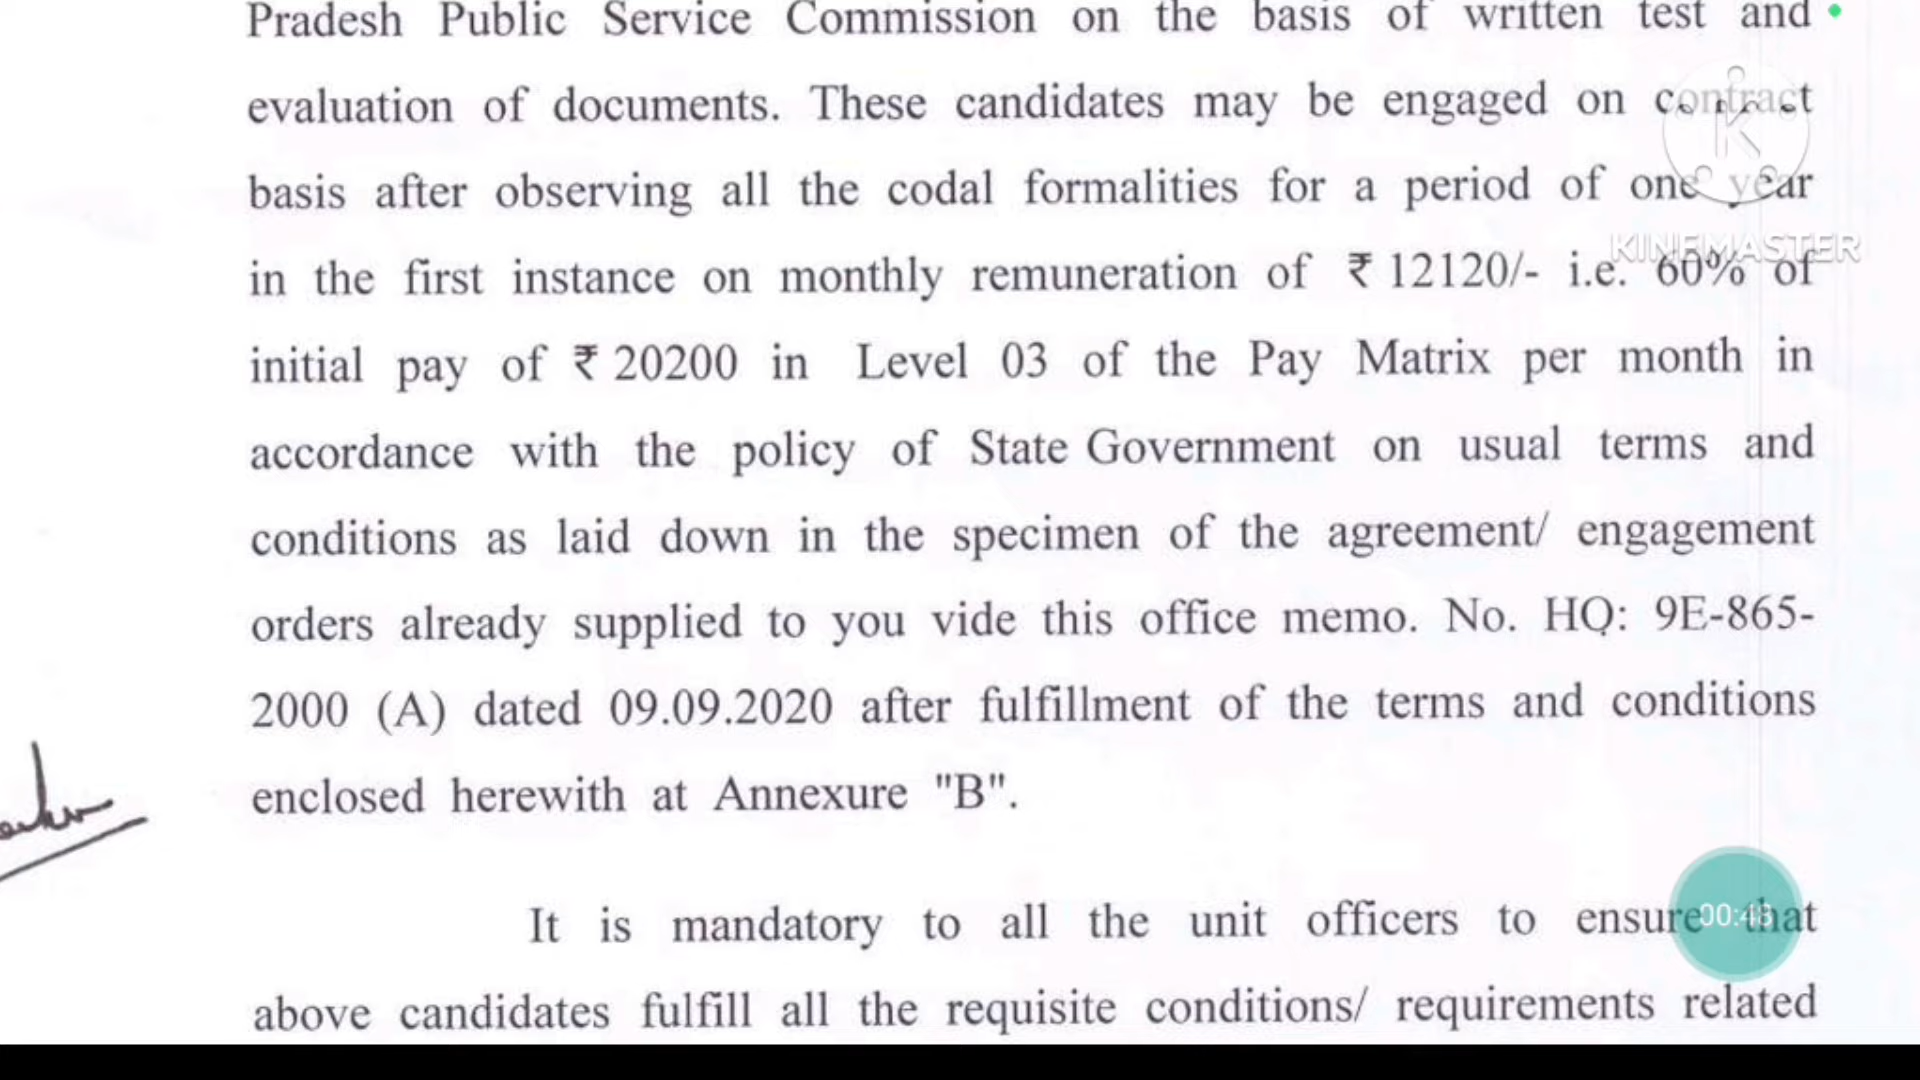 Pradesh Public Service Commission on the basis of written test and
evaluation of documents. These candidates may be engaged on contract
basis after observing all the codal formalities for a period of one year
in the first instance on monthly remuneration of ₹ 12120/- i.e. 60% of
initial pay of ₹ 20200 in Level 03 of the Pay Matrix per month in
accordance with the policy of State Government on usual terms and
conditions as laid down in the specimen of the agreement/ engagement
orders already supplied to you vide this office memo. No. HQ: 9E-865-
2000 (A) dated 09.09.2020 after fulfillment of the terms and conditions
enclosed herewith at Annexure "B".
It is mandatory to all the unit officers to ensure that
above candidates fulfill all the requisite conditions/ requirements related
K
KINEMASTER
00:48